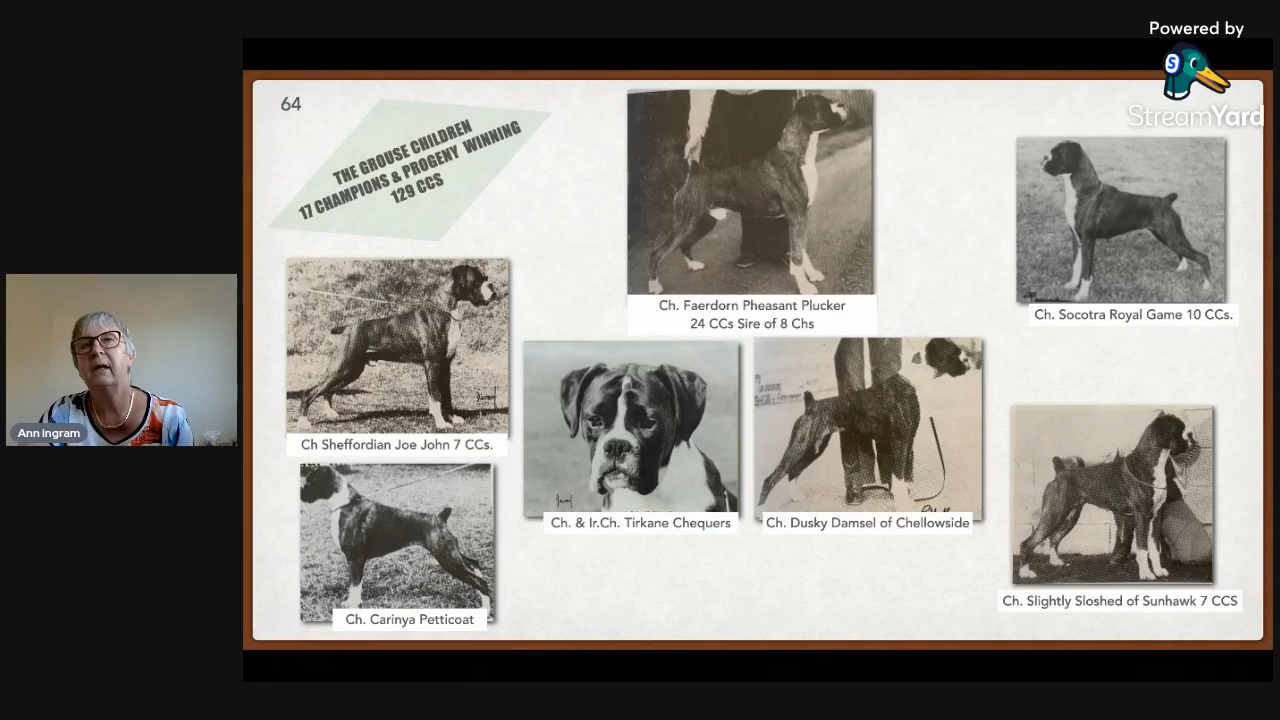 Powered by
S
StreamYard
64
THE GROUSE CHILDREN
17 CHAMPIONS & PROGENY WINNING
129 CCS
Ch. Faerdorn Pheasant Plucker
24 CCs Sire of 8 Chs
Ch. Socotra Royal Game 10 CCs.
Ch Sheffordian Joe John 7 CCs.
Ch. & Ir.Ch. Tirkane Chequers
Ch. Dusky Damsel of Chellowside
Ch. Carinya Petticoat
Ch. Slightly Sloshed of Sunhawk 7 CCS
Ann ingram